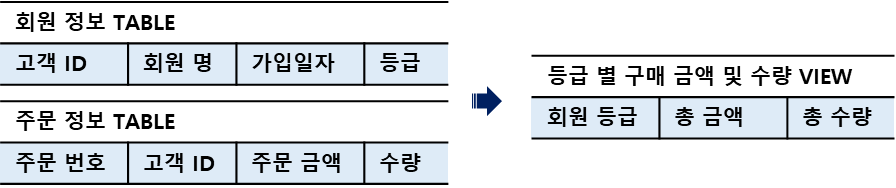 회원 정보 TABLE
고객 ID 회원 명 가입일자 등급
주문 정보 TABLE
주문 번호 고객 ID 주문 금액 수량
등급 별 구매 금액 및 수량 VIEW
회원 등급 총 금액 총 수량